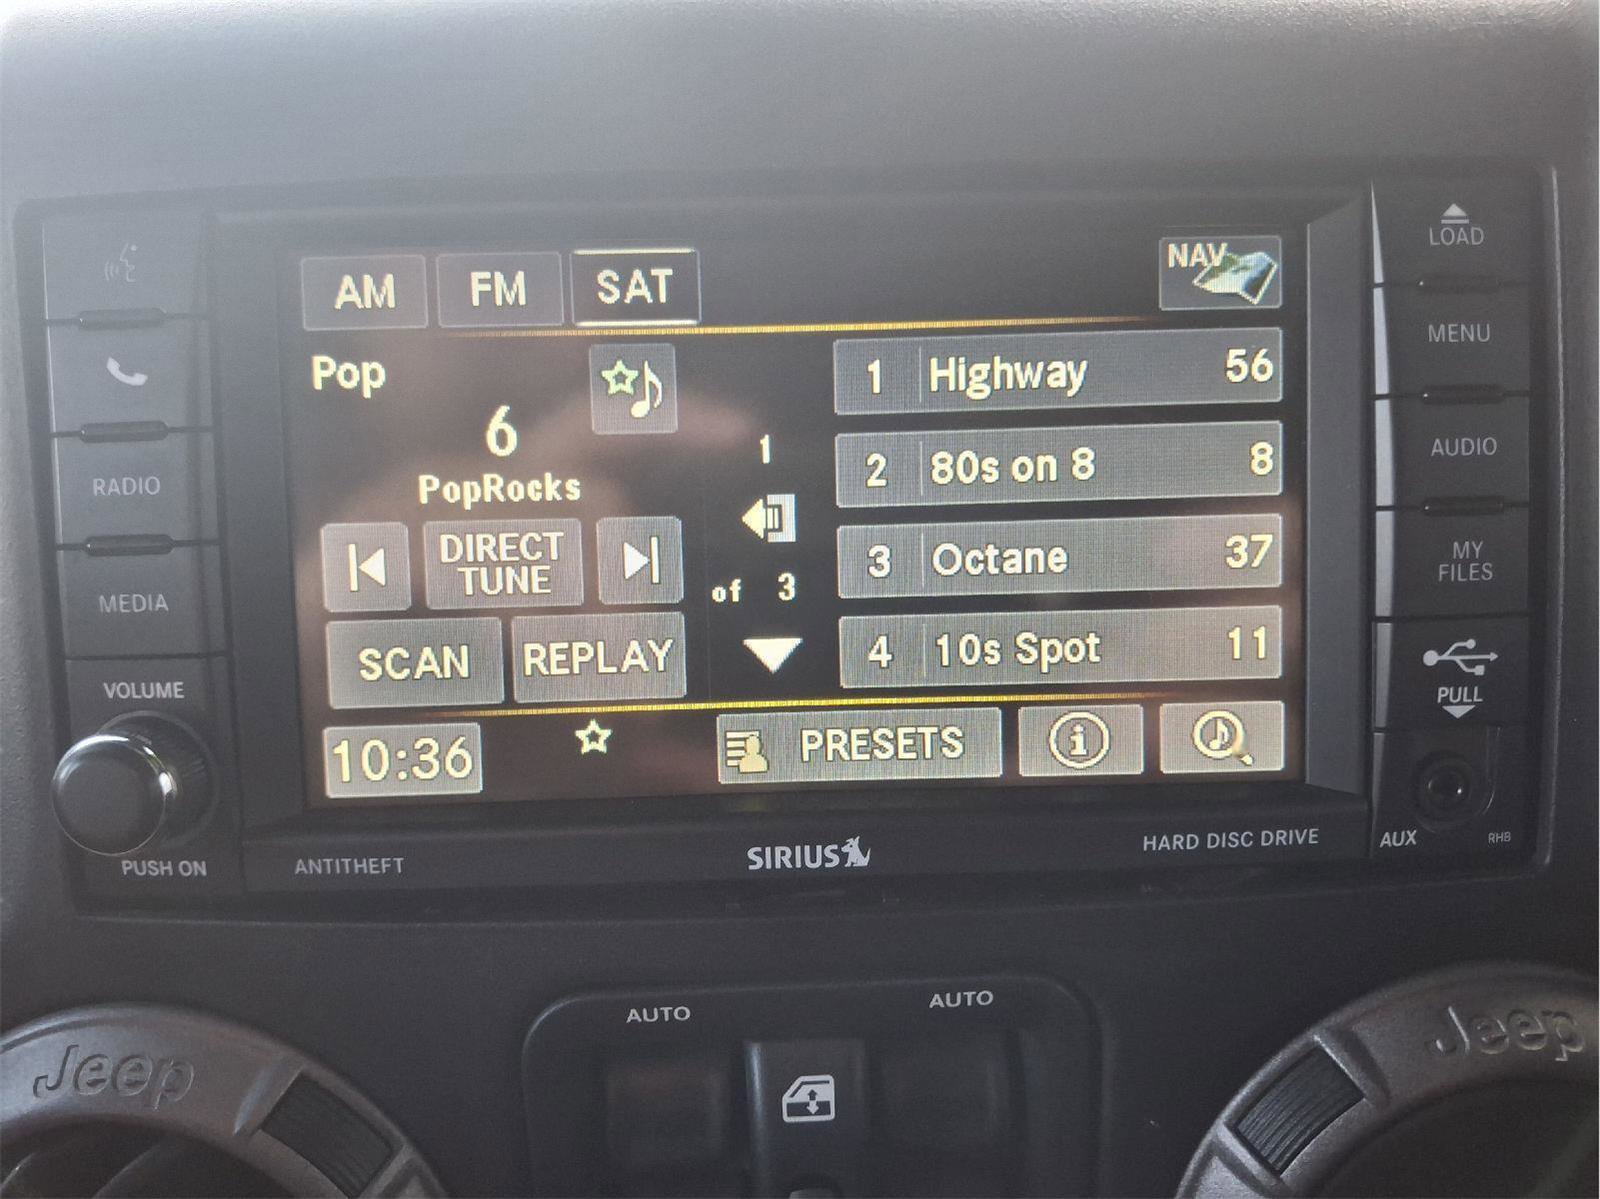 AM FM SAT NAV
Pop
6
PopRocks
DIRECT
TUNE
SCAN REPLAY
1
of 3
1 Highway 56
2 80s on 8 8
3 Octane 37
4 10s Spot 11
10:36 PRESETS i
RADIO
MEDIA
VOLUME
PUSH ON
LOAD
MENU
AUDIO
MY
FILES
PULL
AUX RHB
ANTITHEFT SIRIUS HARD DISC DRIVE
AUTO AUTO
Jeep Jeep